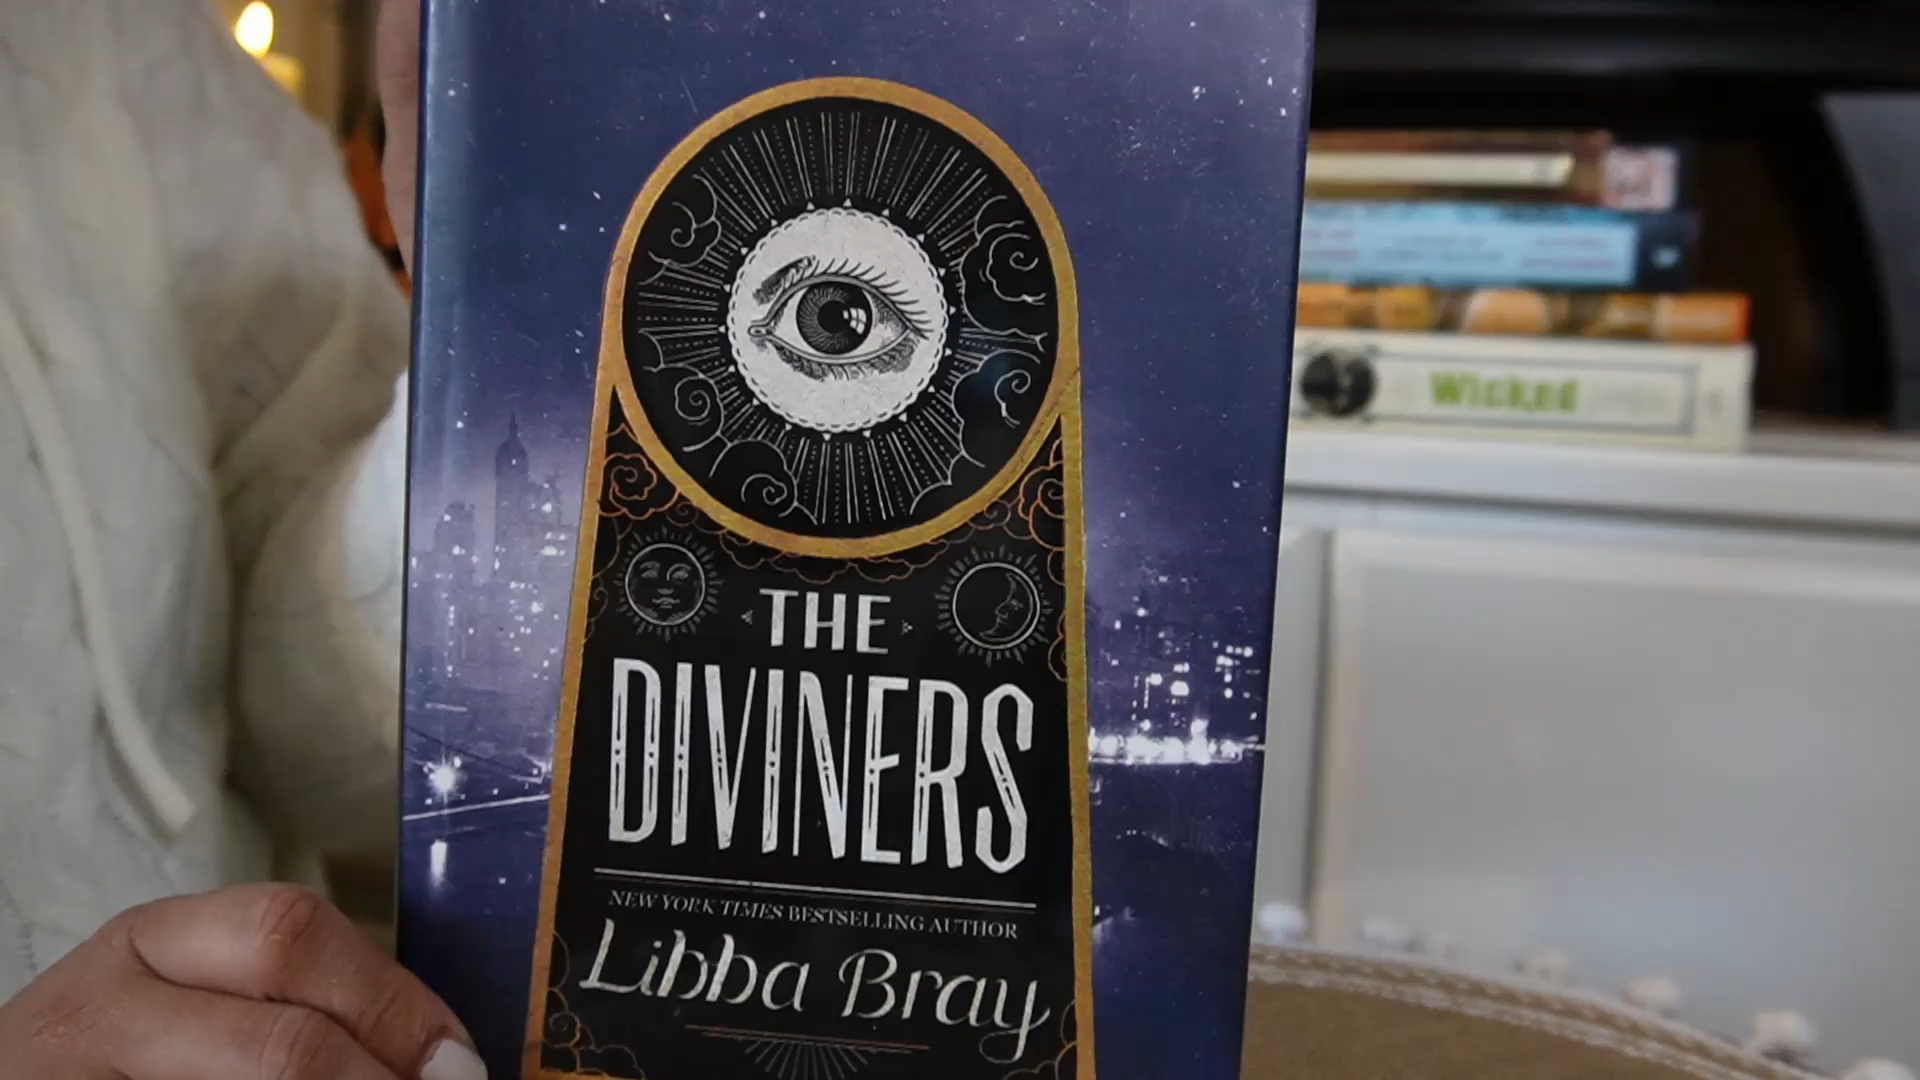 THE
DIVINERS
NEW YORK TIMES BESTSELLING AUTHOR
Libba Bray
Wicked